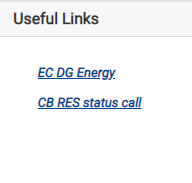 Useful Links
EC DG Energy
CB RES status call